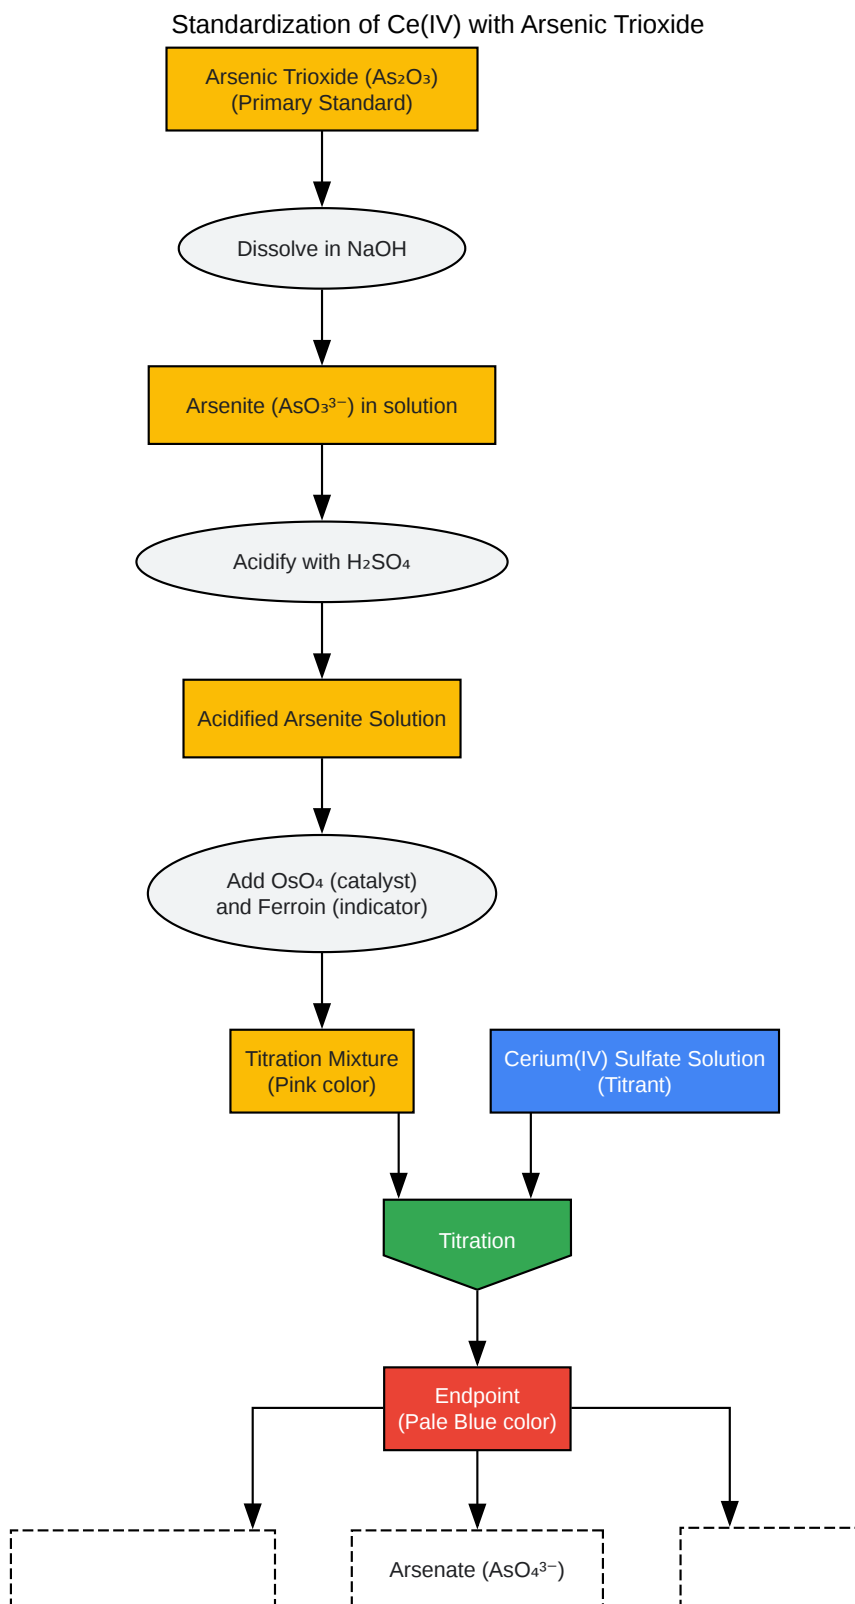 Standardization of Ce(IV) with Arsenic Trioxide
Arsenic Trioxide (As₂O₃)
(Primary Standard)
Dissolve in NaOH
Arsenite (AsO₃³⁻) in solution
Acidify with H₂SO₄
Acidified Arsenite Solution
Add OsO₄ (catalyst)
and Ferroin (indicator)
Titration Mixture
(Pink color)
Cerium(IV) Sulfate Solution
(Titrant)
Titration
Endpoint
(Pale Blue color)
Arsenate (AsO₄³⁻)